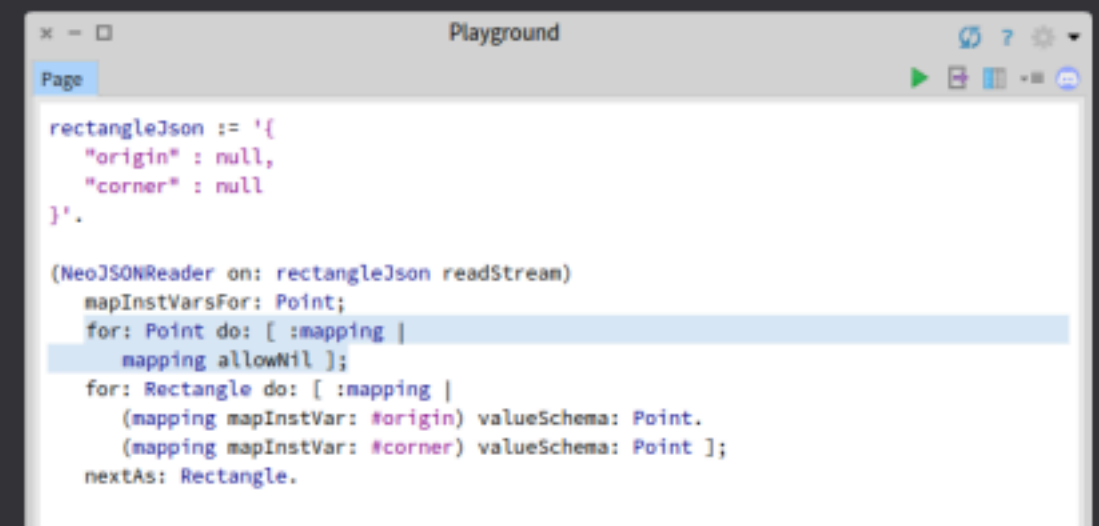 Playground
?
Page
rectangleJson := '{
   "origin" : null,
   "corner" : null
}'.

(NeoJSONReader on: rectangleJson readStream)
   mapInstVarsFor: Point;
   for: Point do: [ :mapping |
      mapping allowNil ];
   for: Rectangle do: [ :mapping |
      (mapping mapInstVar: #origin) valueSchema: Point.
      (mapping mapInstVar: #corner) valueSchema: Point ];
   nextAs: Rectangle.